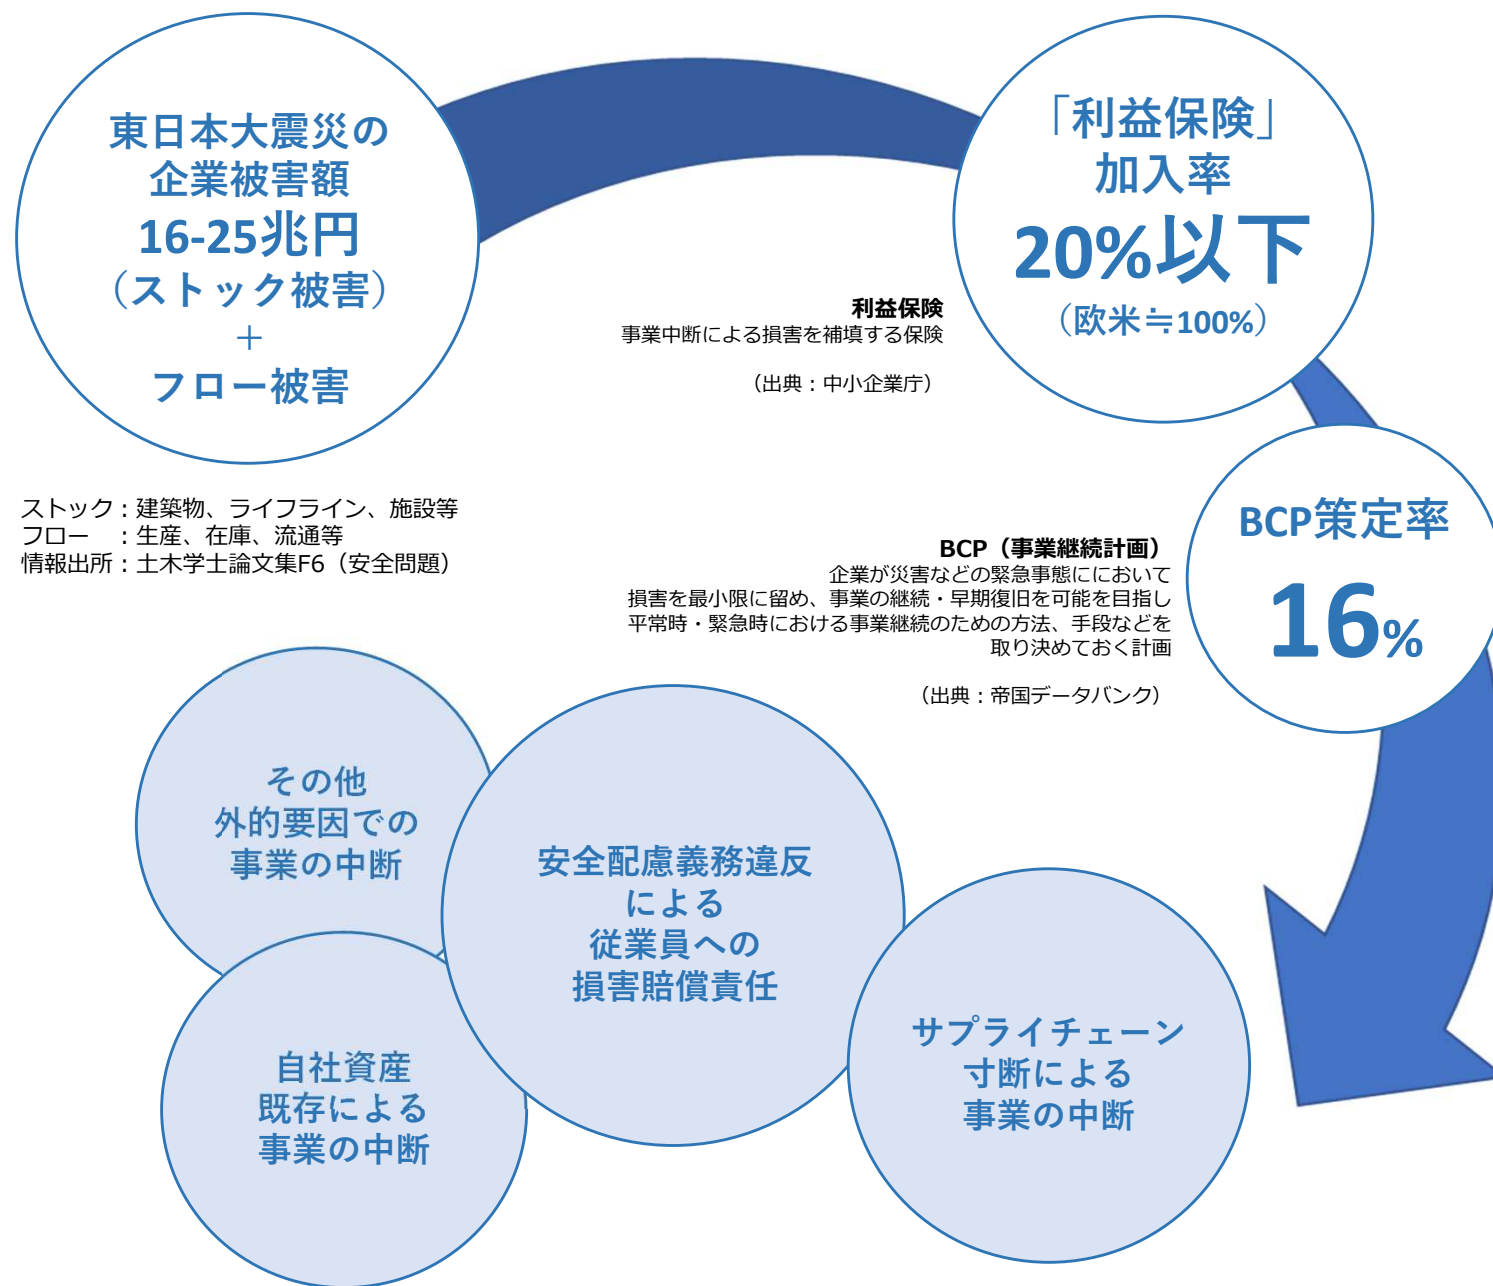 東日本大震災の
企業被害額
16-25兆円
（ストック被害）
＋
フロー被害
ストック：建築物、ライフライン、施設等
フロー　：生産、在庫、流通等
情報出所：土木学士論文集F6（安全問題）
「利益保険」
加入率
20%以下
（欧米≒100%）
利益保険
事業中断による損害を補填する保険
（出典：中小企業庁）
BCP策定率
16%
BCP（事業継続計画）
企業が災害などの緊急事態ににおいて
損害を最小限に留め、事業の継続・早期復旧を可能を目指し
平常時・緊急時における事業継続のための方法、手段などを
取り決めておく計画
（出典：帝国データバンク）
その他
外的要因での
事業の中断
安全配慮義務違反
による
従業員への
損害賠償責任
自社資産
既存による
事業の中断
サプライチェーン
寸断による
事業の中断